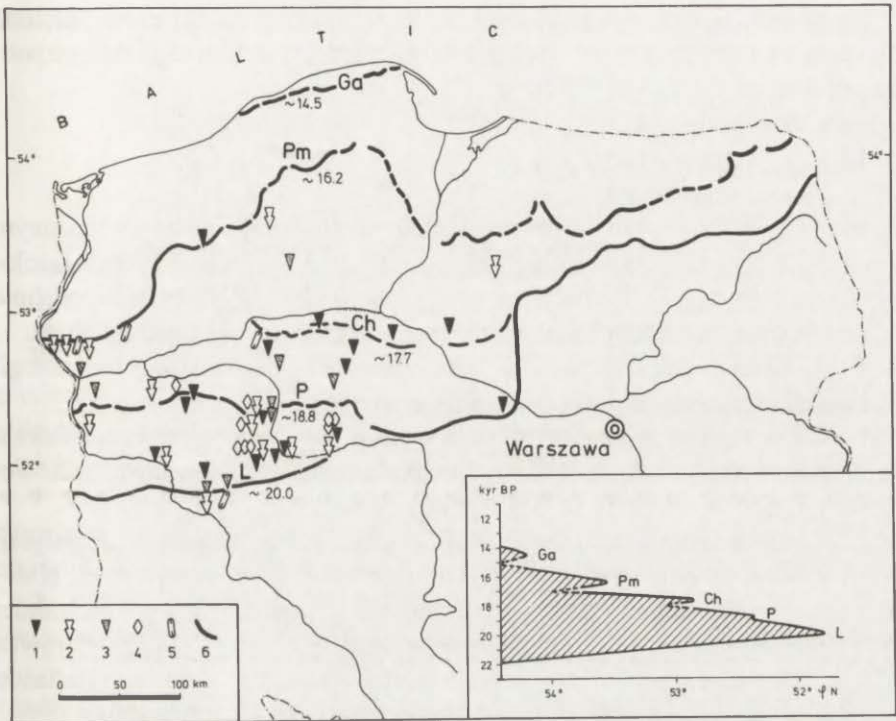 B A L T I C
Ga
~14.5
Pm
~16.2
54°
54°
53°
Ch
~17.7
P
~18.8
Warszawa
52°
L
~20.0
kyr BP
14
16
18
20
22
Ga
Pm
Ch
P
L
54° 53° 52° φ N
1 2 3 4 5 6
0 50 100 km